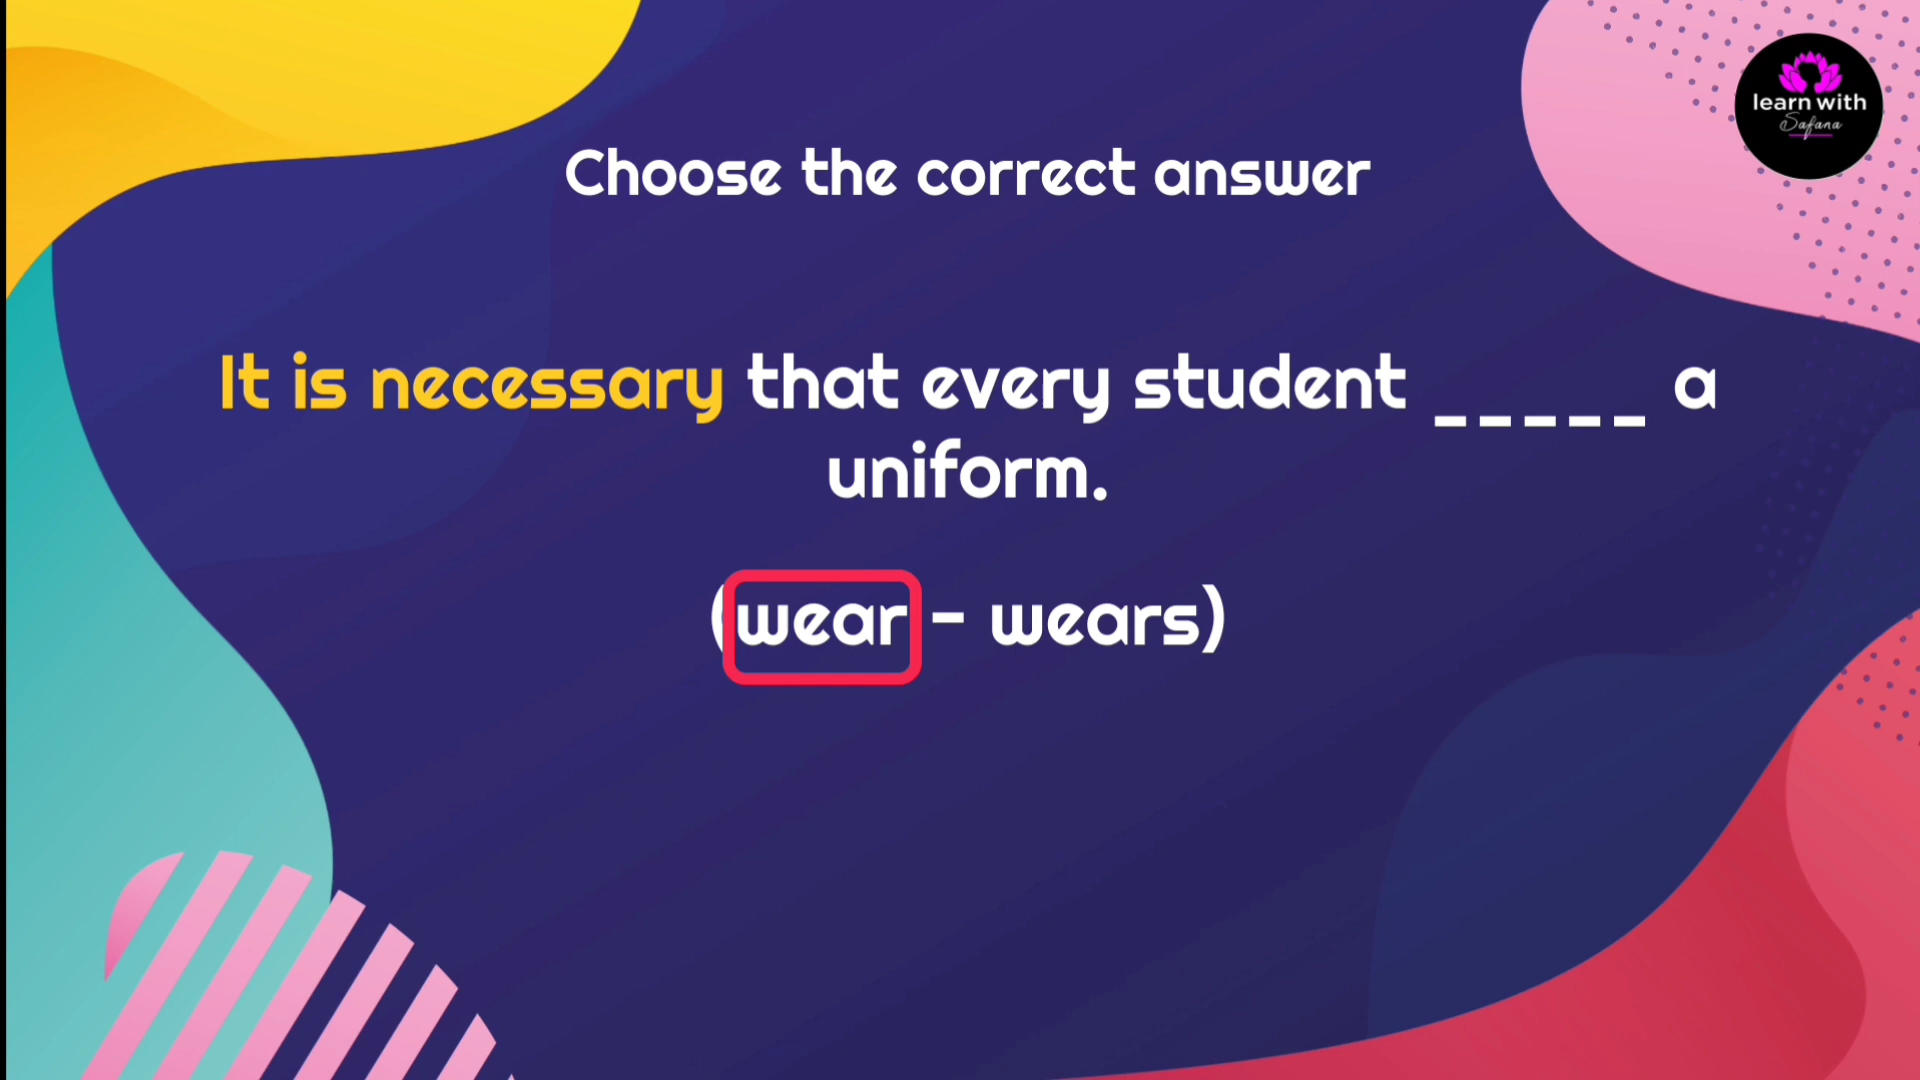 learn with
Safana
Choose the correct answer
It is necessary that every student _____ a
uniform.
(wear - wears)